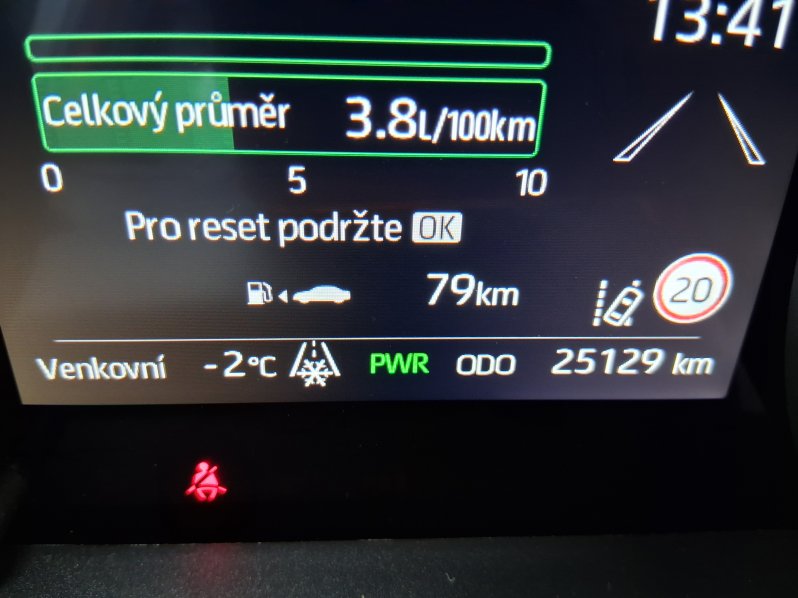 13:41
Celkový průměr 3.8L/100km
0 5 10
Pro reset podržte OK
79km
20
Venkovní -2°C PWR ODO 25129 km